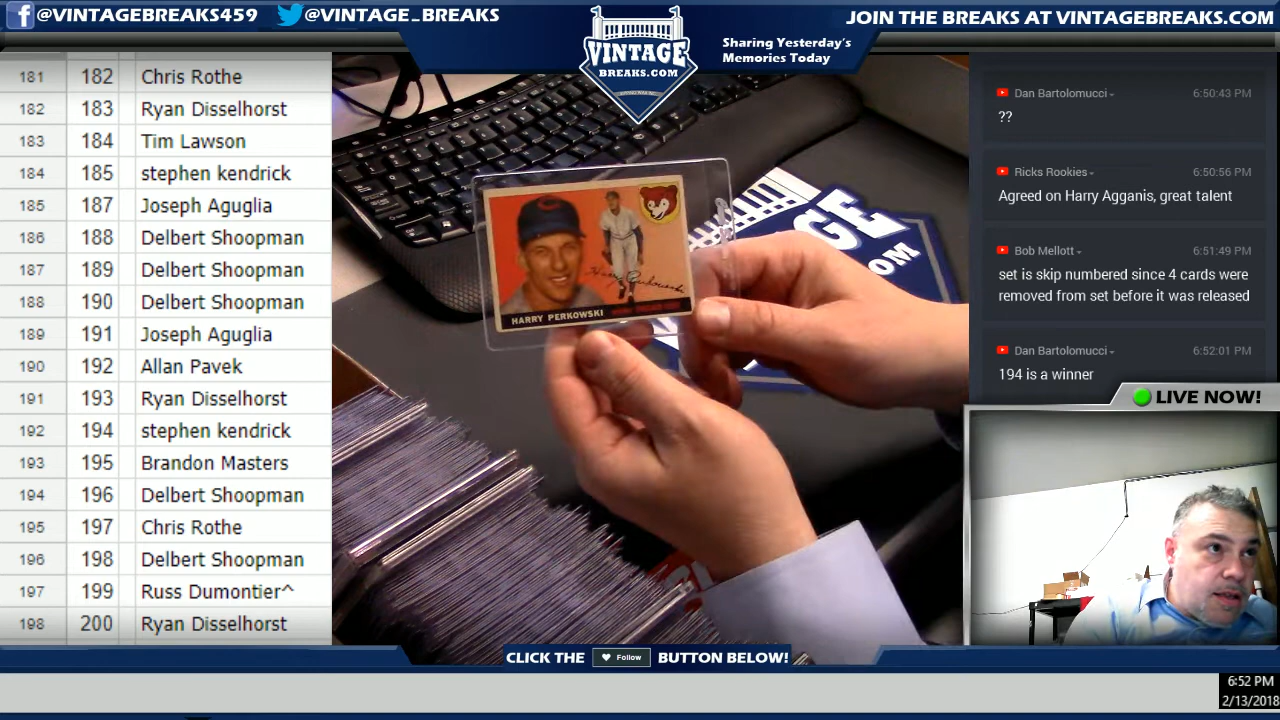 @VINTAGEBREAKS459 @VINTAGE_BREAKS
JOIN THE BREAKS AT VINTAGEBREAKS.COM
VINTAGE
BREAKS.COM
Sharing Yesterday's
Memories Today
181 182 Chris Rothe
182 183 Ryan Disselhorst
183 184 Tim Lawson
184 185 stephen kendrick
185 187 Joseph Aguglia
186 188 Delbert Shoopman
187 189 Delbert Shoopman
188 190 Delbert Shoopman
189 191 Joseph Aguglia
190 192 Allan Pavek
191 193 Ryan Disselhorst
192 194 stephen kendrick
193 195 Brandon Masters
194 196 Delbert Shoopman
195 197 Chris Rothe
196 198 Delbert Shoopman
197 199 Russ Dumontier^
198 200 Ryan Disselhorst
Harry Perkowski
HARRY PERKOWSKI
Dan Bartolomucci 6:50:43 PM
??
Ricks Rookies 6:50:56 PM
Agreed on Harry Agganis, great talent
Bob Mellott 6:51:49 PM
set is skip numbered since 4 cards were
removed from set before it was released
Dan Bartolomucci 6:52:01 PM
194 is a winner
LIVE NOW!
CLICK THE Follow BUTTON BELOW!
6:52 PM
2/13/2018